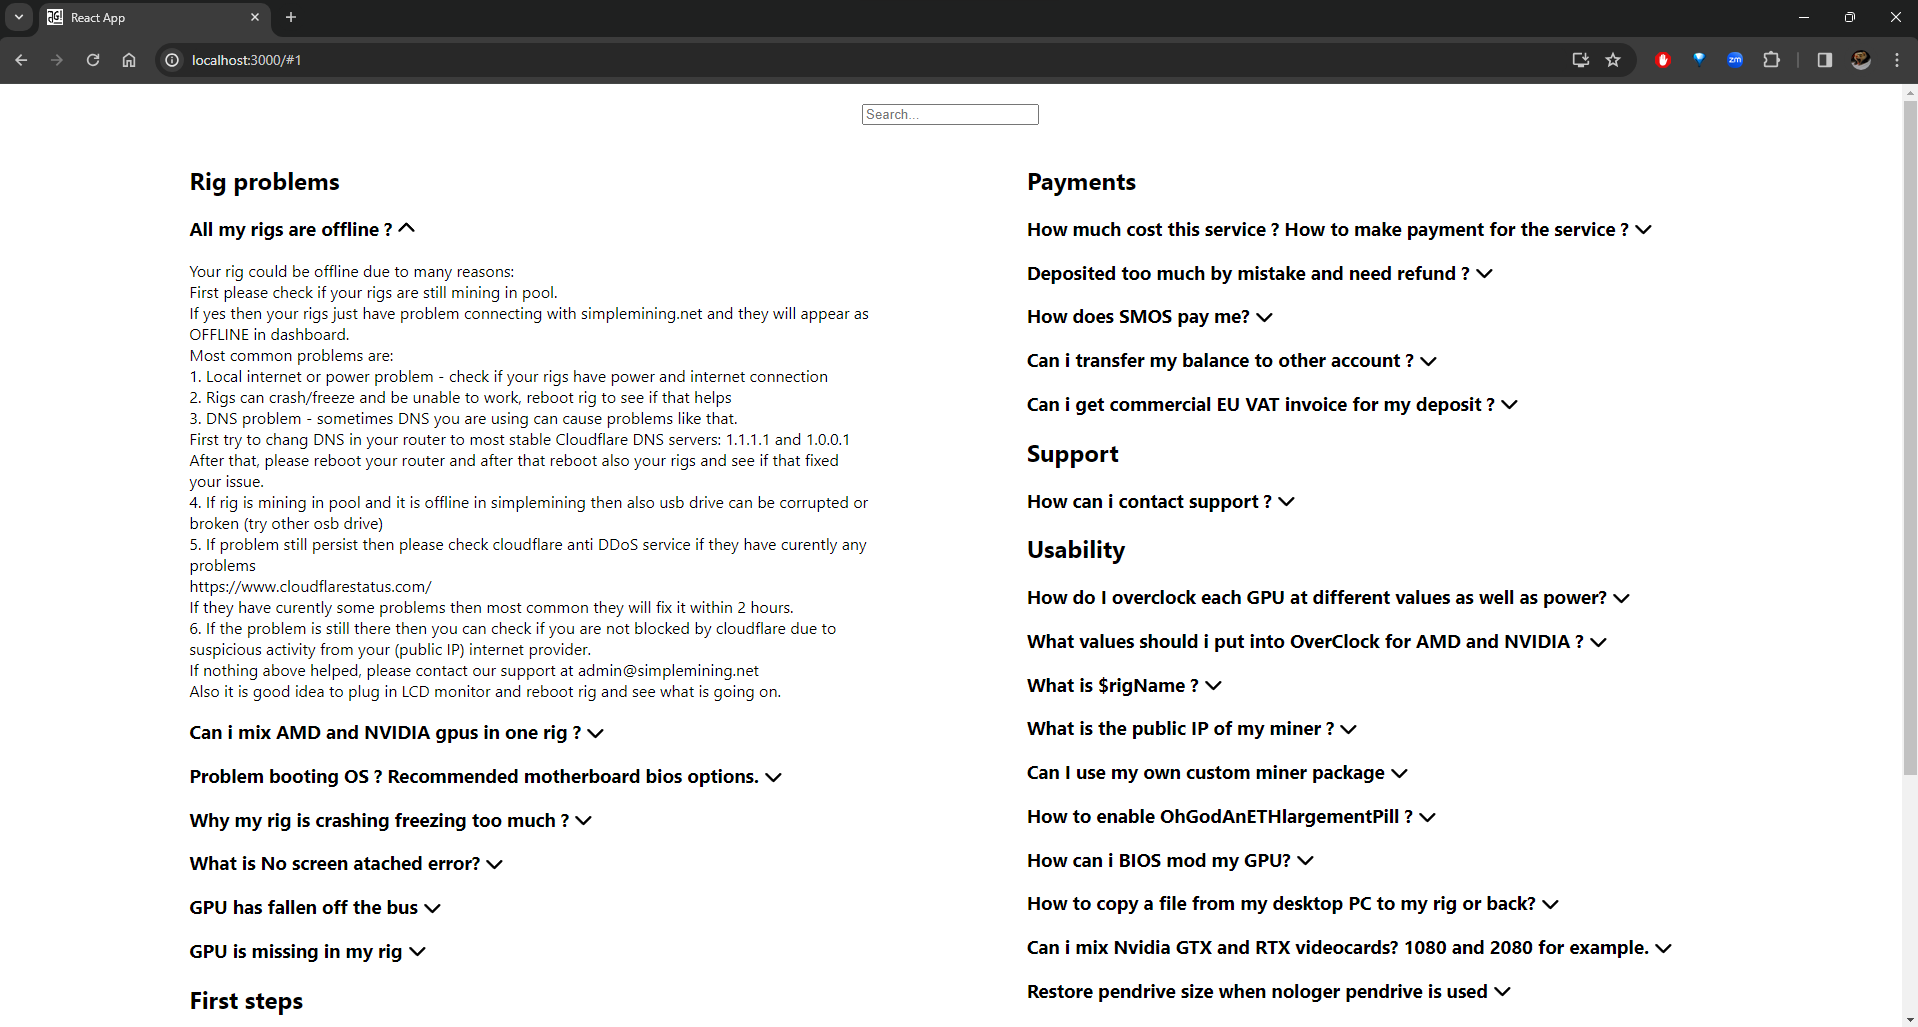 React App
localhost:3000/#1
zm
Search...
Rig problems
All my rigs are offline ?
Your rig could be offline due to many reasons:
First please check if your rigs are still mining in pool.
If yes then your rigs just have problem connecting with simplemining.net and they will appear as
OFFLINE in dashboard.
Most common problems are:
1. Local internet or power problem - check if your rigs have power and internet connection
2. Rigs can crash/freeze and be unable to work, reboot rig to see if that helps
3. DNS problem - sometimes DNS you are using can cause problems like that.
First try to chang DNS in your router to most stable Cloudflare DNS servers: 1.1.1.1 and 1.0.0.1
After that, please reboot your router and after that reboot also your rigs and see if that fixed
your issue.
4. If rig is mining in pool and it is offline in simplemining then also usb drive can be corrupted or
broken (try other osb drive)
5. If problem still persist then please check cloudflare anti DDoS service if they have curently any
problems
https://www.cloudflarestatus.com/
If they have curently some problems then most common they will fix it within 2 hours.
6. If the problem is still there then you can check if you are not blocked by cloudflare due to
suspicious activity from your (public IP) internet provider.
If nothing above helped, please contact our support at admin@simplemining.net
Also it is good idea to plug in LCD monitor and reboot rig and see what is going on.
Can i mix AMD and NVIDIA gpus in one rig ?
Problem booting OS ? Recommended motherboard bios options.
Why my rig is crashing freezing too much ?
What is No screen atached error?
GPU has fallen off the bus
GPU is missing in my rig
First steps
Payments
How much cost this service ? How to make payment for the service ?
Deposited too much by mistake and need refund ?
How does SMOS pay me?
Can i transfer my balance to other account ?
Can i get commercial EU VAT invoice for my deposit ?
Support
How can i contact support ?
Usability
How do I overclock each GPU at different values as well as power?
What values should i put into OverClock for AMD and NVIDIA ?
What is $rigName ?
What is the public IP of my miner ?
Can I use my own custom miner package
How to enable OhGodAnETHlargementPill ?
How can i BIOS mod my GPU?
How to copy a file from my desktop PC to my rig or back?
Can i mix Nvidia GTX and RTX videocards? 1080 and 2080 for example.
Restore pendrive size when nologer pendrive is used